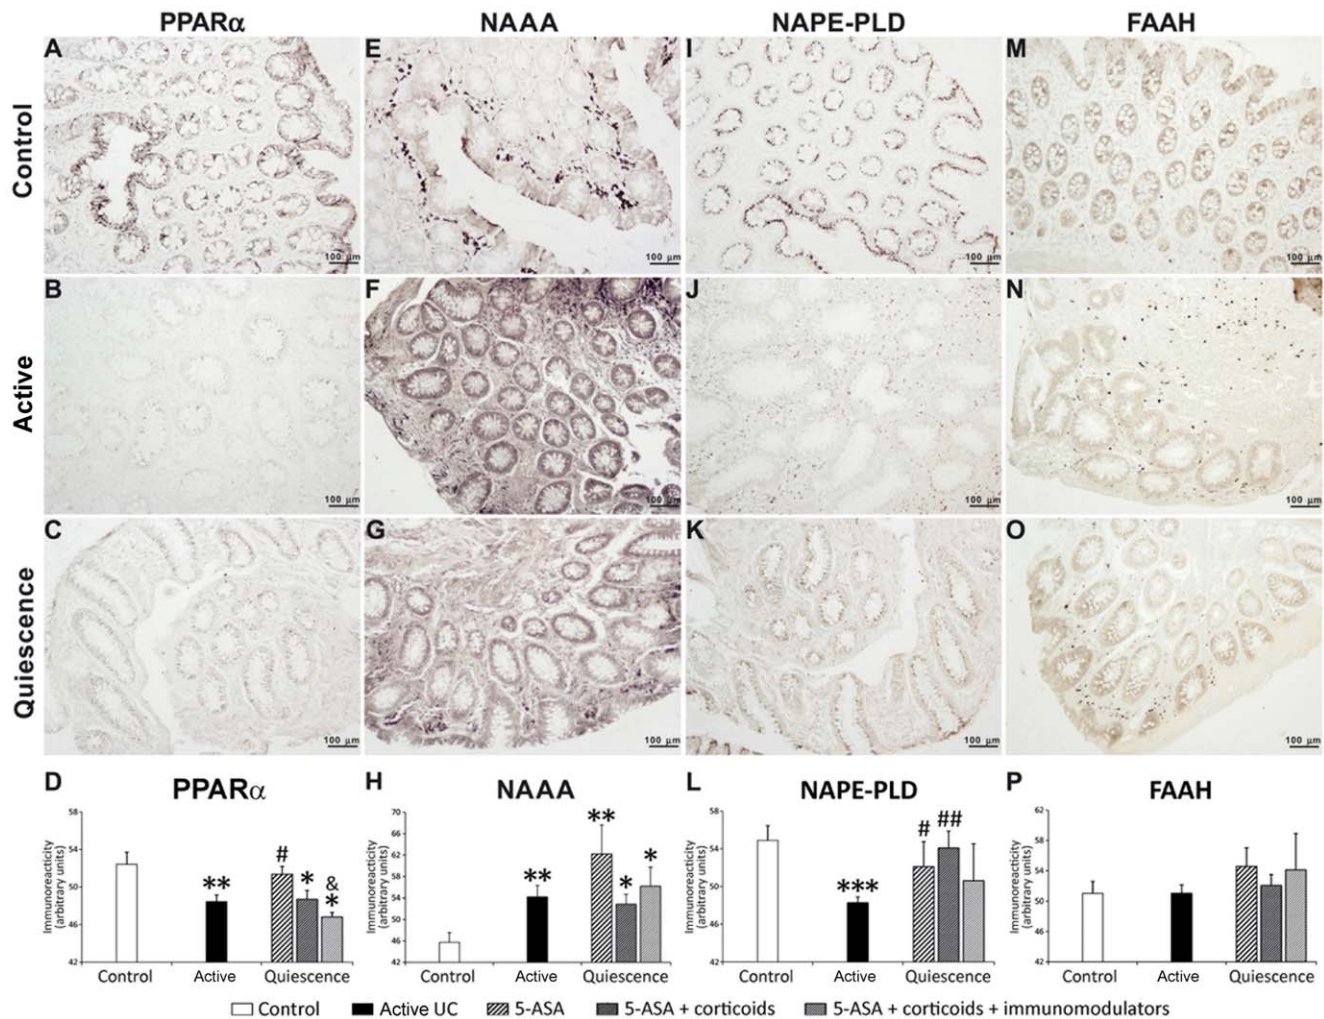 PPARα NAAA NAPE-PLD FAAH
Control
A 100 µm E 100 µm I 100 µm M 100 µm
Active
B 100 µm F 100 µm J 100 µm N 100 µm
Quiescence
C 100 µm G 100 µm K 100 µm O 100 µm
D PPARα
Immunoreactivity
(arbitrary units)
58
54
50
46
42
** # * & *
Control Active Quiescence
H NAAA
Immunoreactivity
(arbitrary units)
70
66
62
58
54
50
46
42
** ** * *
Control Active Quiescence
L NAPE-PLD
Immunoreactivity
(arbitrary units)
58
54
50
46
42
*** # ##
Control Active Quiescence
P FAAH
Immunoreactivity
(arbitrary units)
62
58
54
50
46
42
Control Active Quiescence
Control Active UC 5-ASA 5-ASA + corticoids 5-ASA + corticoids + immunomodulators